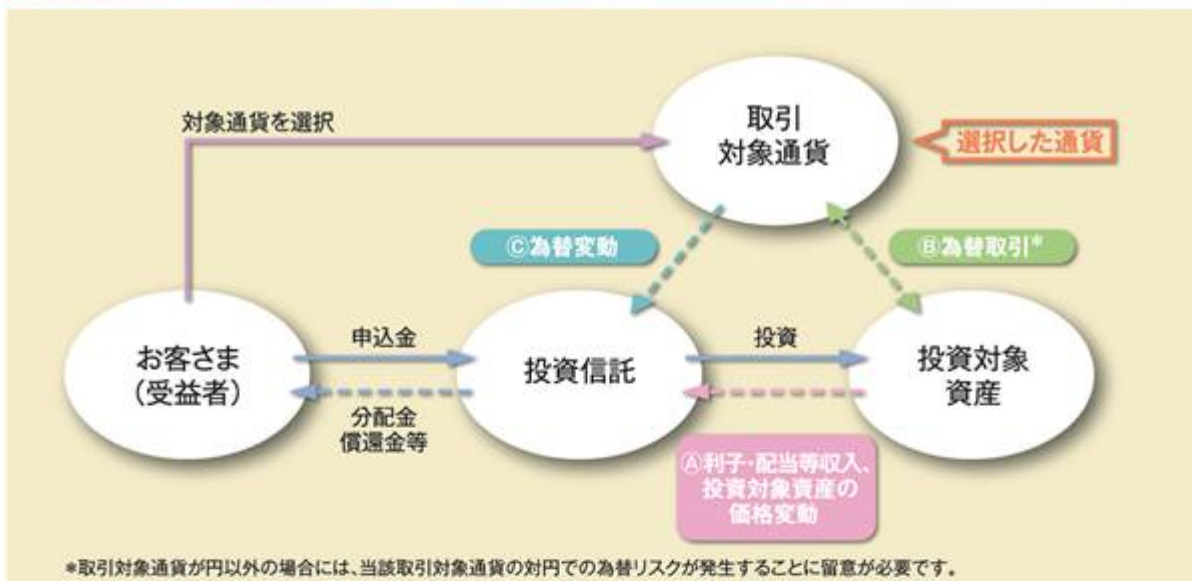 対象通貨を選択
取引
対象通貨
選択した通貨
Ⓒ為替変動
Ⓑ為替取引*
お客さま
(受益者)
申込金
分配金
償還金等
投資信託
投資
投資対象
資産
Ⓐ利子・配当等収入、
投資対象資産の
価格変動
*取引対象通貨が円以外の場合には、当該取引対象通貨の対円での為替リスクが発生することに留意が必要です。